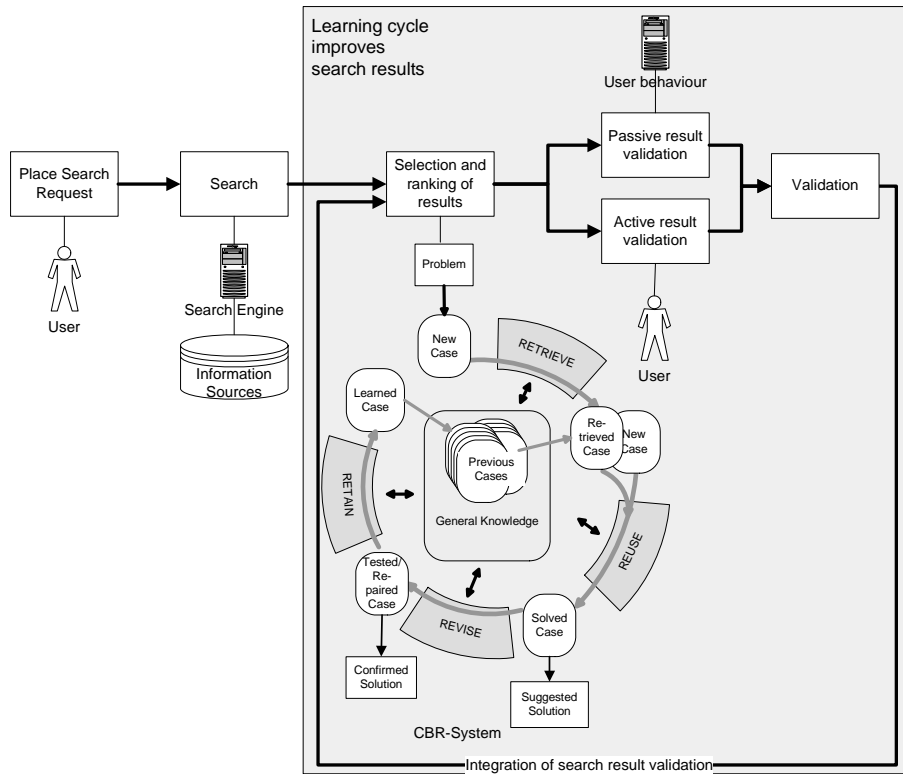 Learning cycle
improves
search results
User behaviour
Place Search
Request
Search
Selection and
ranking of
results
Passive result
validation
Active result
validation
Validation
User
Search Engine
Information
Sources
Problem
User
New
Case
RETRIEVE
Learned
Case
Re-
trieved
Case
New
Case
Previous
Cases
General Knowledge
RETAIN
REUSE
Tested/
Re-
paired
Case
REVISE
Solved
Case
Confirmed
Solution
Suggested
Solution
CBR-System
Integration of search result validation